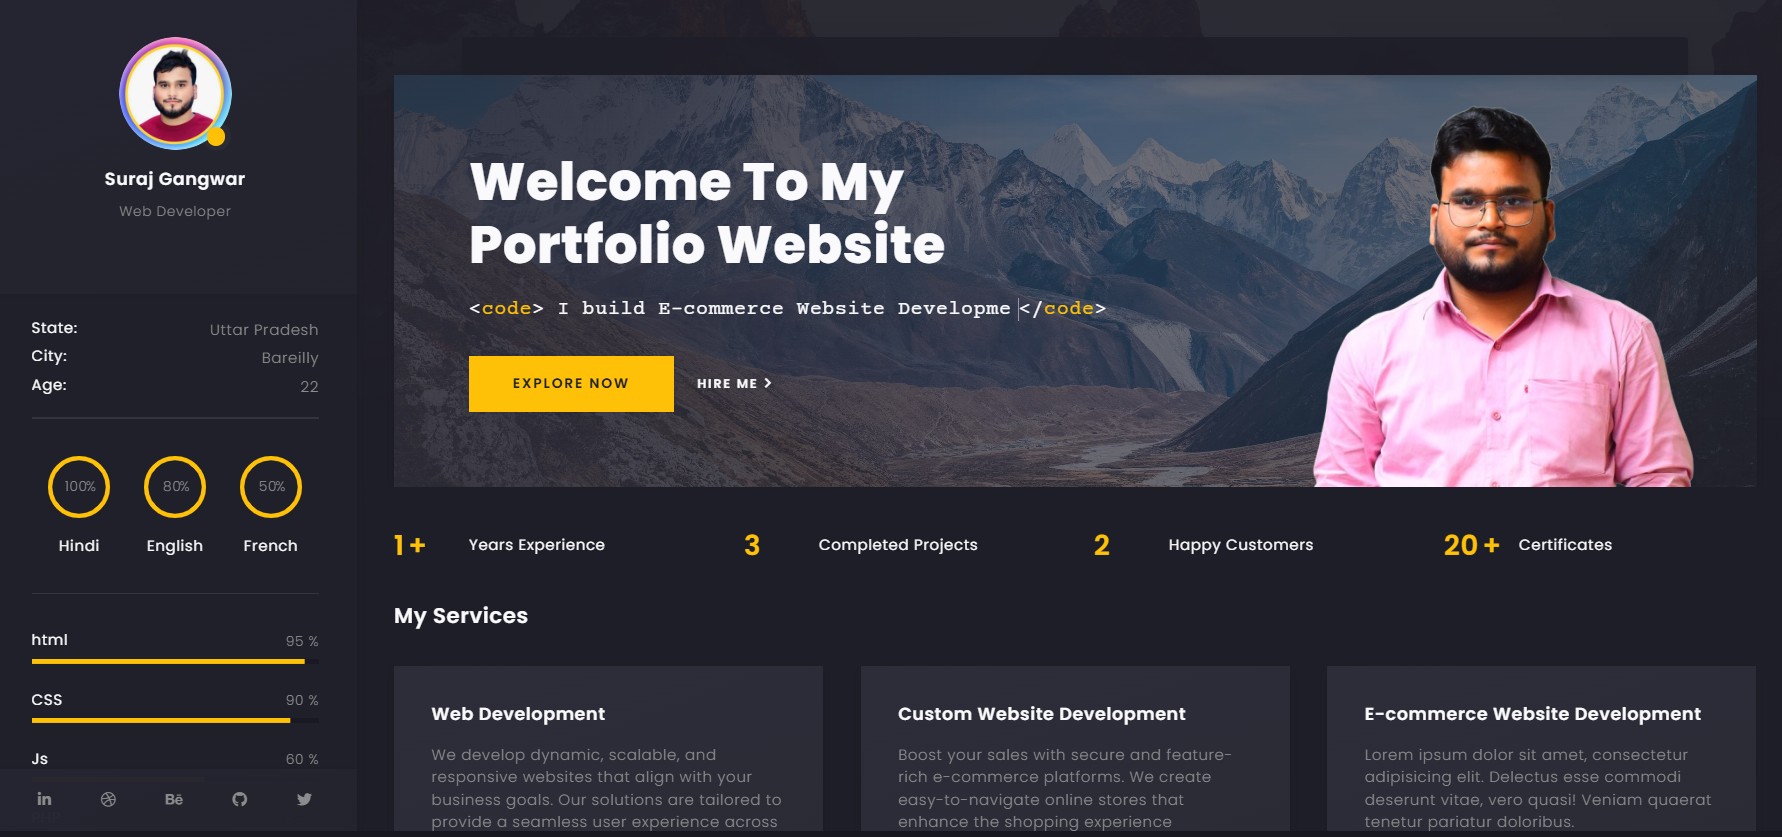 Suraj Gangwar
Web Developer
State: Uttar Pradesh
City: Bareilly
Age: 22
100% 80% 50%
Hindi English French
html 95 %
CSS 90 %
Js 60 %
in Bē
Welcome To My
Portfolio Website
<code> I build E-commerce Website Developme </code>
EXPLORE NOW HIRE ME
1 + Years Experience 3 Completed Projects 2 Happy Customers 20 + Certificates
My Services
Web Development
We develop dynamic, scalable, and
responsive websites that align with your
business goals. Our solutions are tailored to
provide a seamless user experience across
Custom Website Development
Boost your sales with secure and feature-
rich e-commerce platforms. We create
easy-to-navigate online stores that
enhance the shopping experience
E-commerce Website Development
Lorem ipsum dolor sit amet, consectetur
adipisicing elit. Delectus esse commodi
deserunt vitae, vero quasi! Veniam quaerat
tenetur pariatur doloribus.